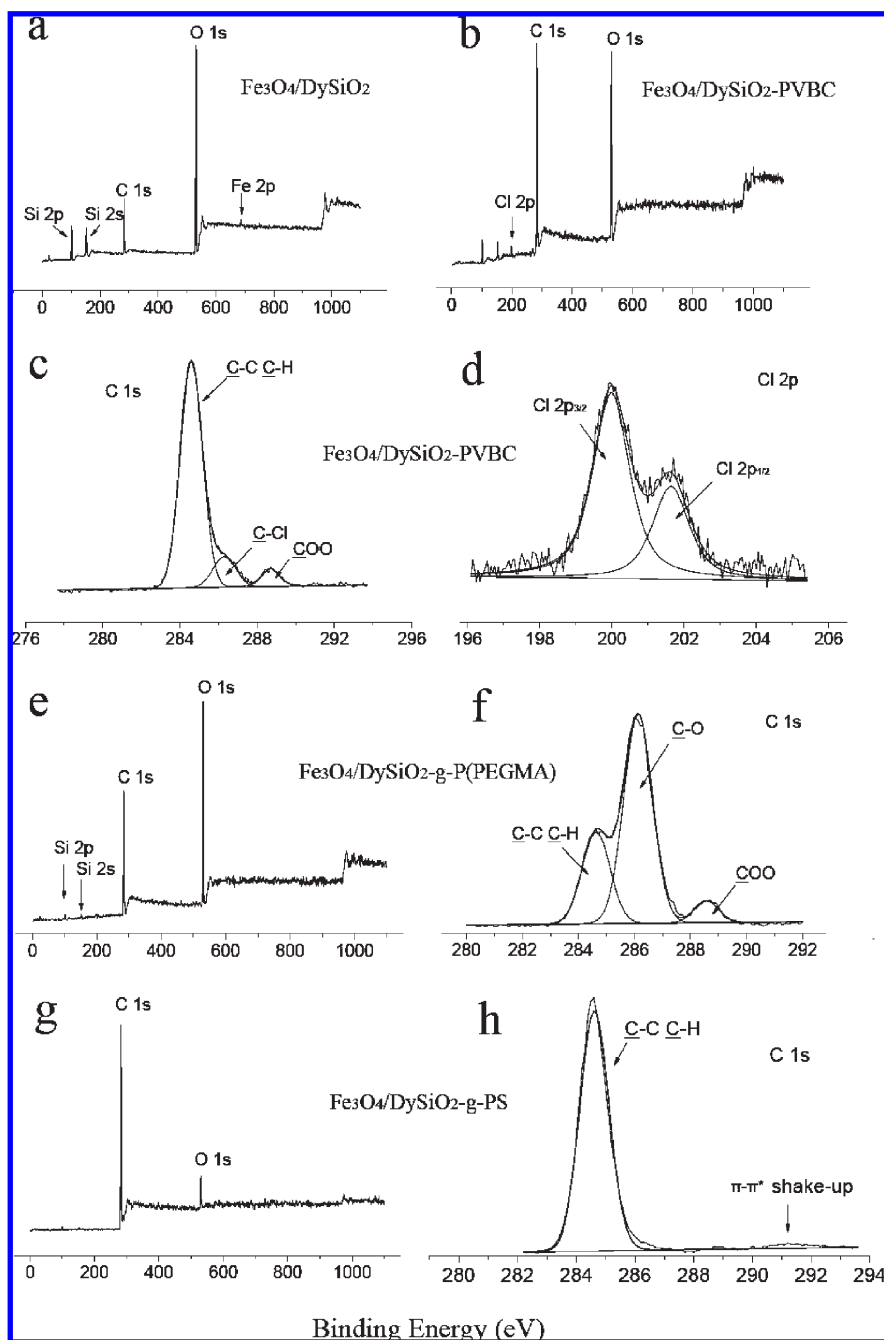 a
O 1s
Fe₃O₄/DySiO₂
C 1s
Si 2p
Si 2s
Fe 2p
0 200 400 600 800 1000
b
C 1s
O 1s
Fe₃O₄/DySiO₂-PVBC
Cl 2p
0 200 400 600 800 1000
c
C 1s
C-C C-H
Fe₃O₄/DySiO₂-PVBC
C-Cl
COO
276 280 284 288 292 296
d
Cl 2p
Cl 2p3/2
Cl 2p1/2
196 198 200 202 204 206
e
O 1s
C 1s
Fe₃O₄/DySiO₂-g-P(PEGMA)
Si 2p
Si 2s
0 200 400 600 800 1000
f
C 1s
C-O
C-C C-H
COO
280 282 284 286 288 290 292
g
C 1s
Fe₃O₄/DySiO₂-g-PS
O 1s
0 200 400 600 800 1000
h
C-C C-H
C 1s
π-π* shake-up
280 282 284 286 288 290 292 294
Binding Energy (eV)